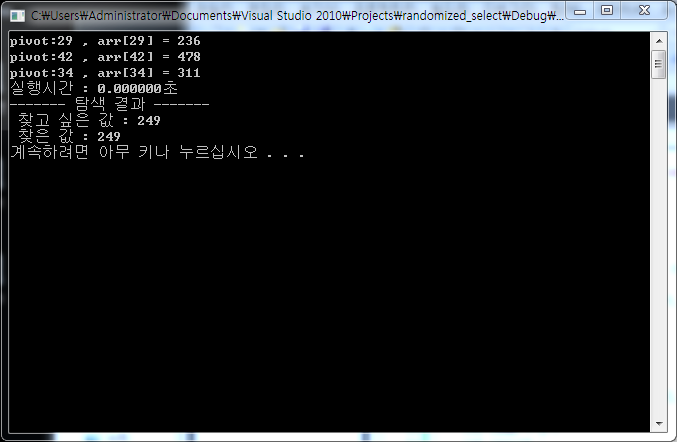 C:₩Users₩Administrator₩Documents₩Visual Studio 2010₩Projects₩randomized_select₩Debug₩...
pivot:29 , arr[29] = 236
pivot:42 , arr[42] = 478
pivot:34 , arr[34] = 311
실행시간 : 0.000000초
------- 탐색 결과 -------
찾고 싶은 값 : 249
찾은 값 : 249
계속하려면 아무 키나 누르십시오 . . .